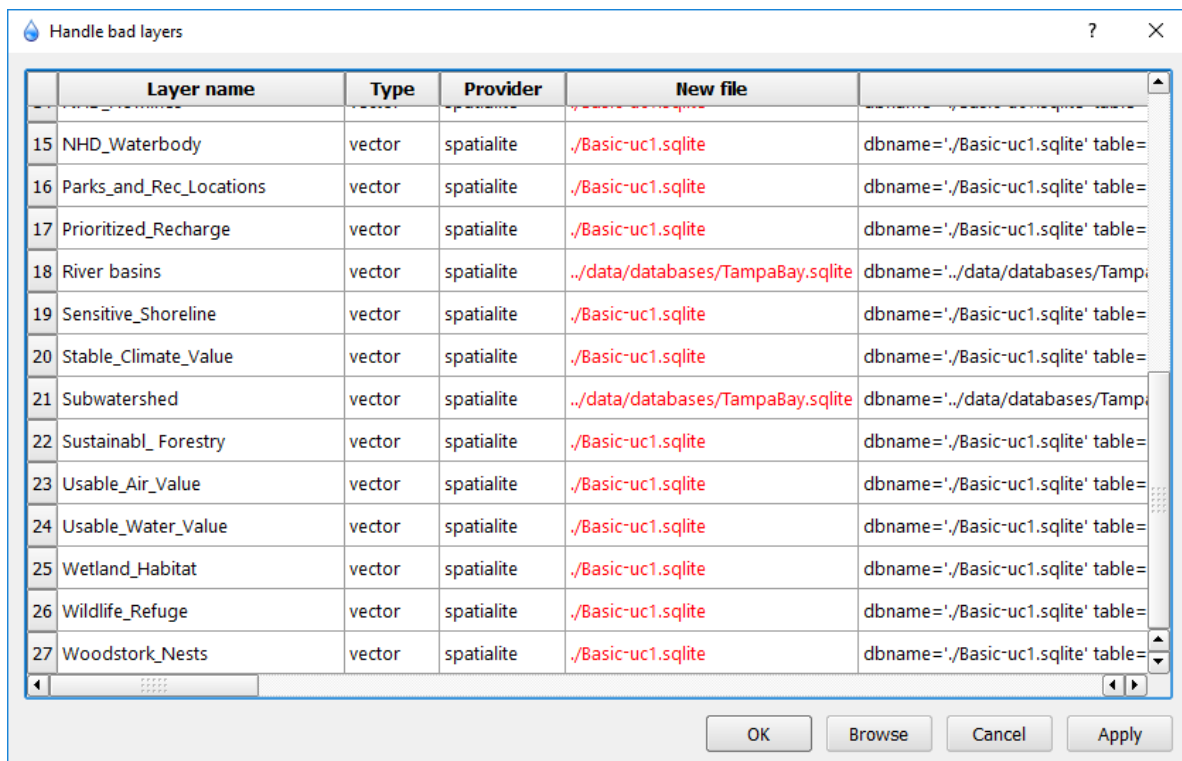 Handle bad layers ? ×
Layer name Type Provider New file
15 NHD_Waterbody vector spatialite ./Basic-uc1.sqlite dbname='./Basic-uc1.sqlite' table=
16 Parks_and_Rec_Locations vector spatialite ./Basic-uc1.sqlite dbname='./Basic-uc1.sqlite' table=
17 Prioritized_Recharge vector spatialite ./Basic-uc1.sqlite dbname='./Basic-uc1.sqlite' table=
18 River basins vector spatialite ../data/databases/TampaBay.sqlite dbname='../data/databases/Tampa
19 Sensitive_Shoreline vector spatialite ./Basic-uc1.sqlite dbname='./Basic-uc1.sqlite' table=
20 Stable_Climate_Value vector spatialite ./Basic-uc1.sqlite dbname='./Basic-uc1.sqlite' table=
21 Subwatershed vector spatialite ../data/databases/TampaBay.sqlite dbname='../data/databases/Tampa
22 Sustainabl_ Forestry vector spatialite ./Basic-uc1.sqlite dbname='./Basic-uc1.sqlite' table=
23 Usable_Air_Value vector spatialite ./Basic-uc1.sqlite dbname='./Basic-uc1.sqlite' table=
24 Usable_Water_Value vector spatialite ./Basic-uc1.sqlite dbname='./Basic-uc1.sqlite' table=
25 Wetland_Habitat vector spatialite ./Basic-uc1.sqlite dbname='./Basic-uc1.sqlite' table=
26 Wildlife_Refuge vector spatialite ./Basic-uc1.sqlite dbname='./Basic-uc1.sqlite' table=
27 Woodstork_Nests vector spatialite ./Basic-uc1.sqlite dbname='./Basic-uc1.sqlite' table=
OK Browse Cancel Apply